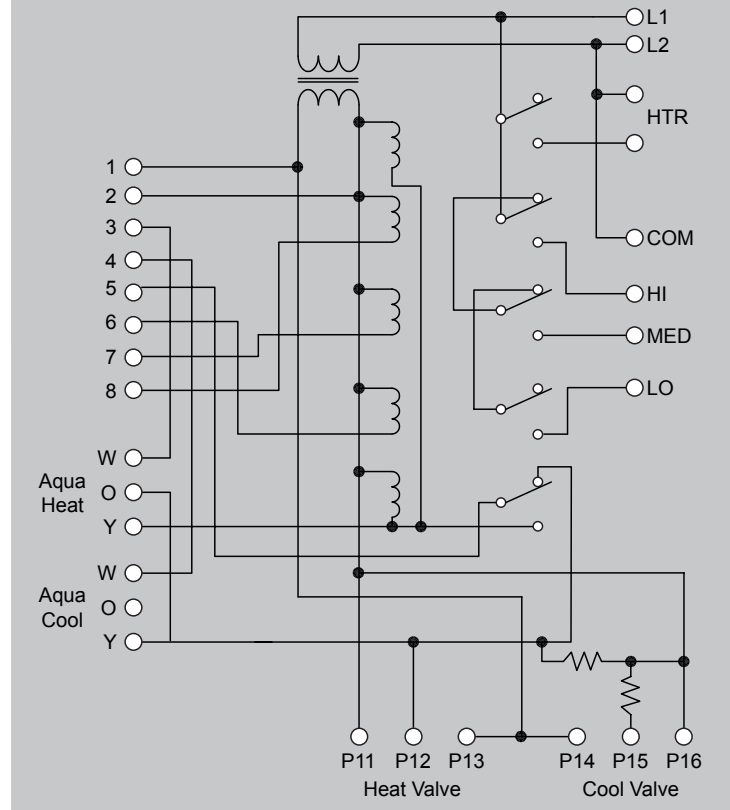 L1
L2
HTR
1
2
3
4
5
6
7
8
COM
HI
MED
LO
W
Aqua
Heat
O
Y
W
Aqua
Cool
O
Y
P11 P12 P13 P14 P15 P16
Heat Valve Cool Valve